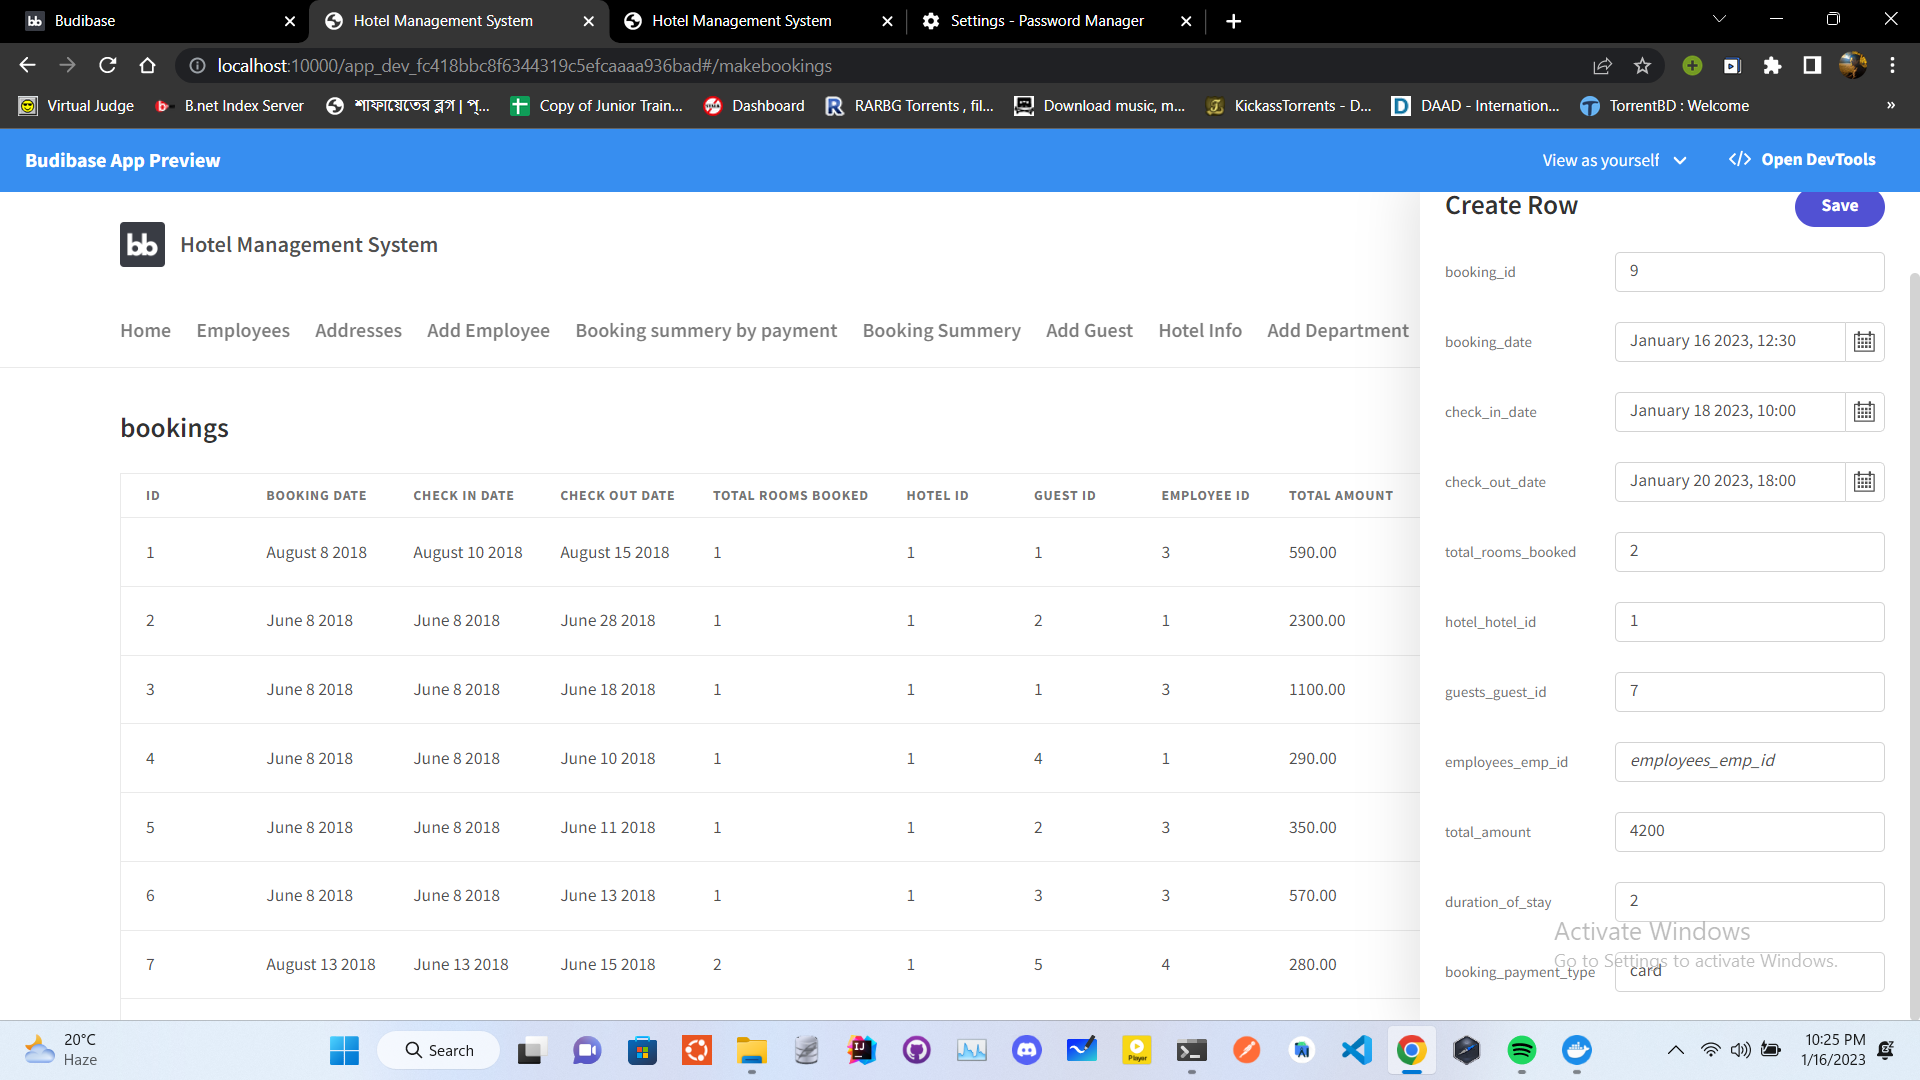 Budibase
Hotel Management System
Hotel Management System
Settings - Password Manager
localhost:10000/app_dev_fc418bbc8f6344319c5efcaaaa936bad#/makebookings
Virtual Judge
B.net Index Server
শাফায়েতের ব্লগ | প্...
Copy of Junior Train...
Dashboard
RARBG Torrents , fil...
Download music, m...
KickassTorrents - D...
DAAD - Internation...
TorrentBD : Welcome
»
Budibase App Preview
View as yourself
</> Open DevTools
bb Hotel Management System
Home Employees Addresses Add Employee Booking summery by payment Booking Summery Add Guest Hotel Info Add Department
bookings
ID BOOKING DATE CHECK IN DATE CHECK OUT DATE TOTAL ROOMS BOOKED HOTEL ID GUEST ID EMPLOYEE ID TOTAL AMOUNT
1 August 8 2018 August 10 2018 August 15 2018 1 1 1 3 590.00
2 June 8 2018 June 8 2018 June 28 2018 1 1 2 1 2300.00
3 June 8 2018 June 8 2018 June 18 2018 1 1 1 3 1100.00
4 June 8 2018 June 8 2018 June 10 2018 1 1 4 1 290.00
5 June 8 2018 June 8 2018 June 11 2018 1 1 2 3 350.00
6 June 8 2018 June 8 2018 June 13 2018 1 1 3 3 570.00
7 August 13 2018 June 13 2018 June 15 2018 2 1 5 4 280.00
Create Row
Save
booking_id 9
booking_date January 16 2023, 12:30
check_in_date January 18 2023, 10:00
check_out_date January 20 2023, 18:00
total_rooms_booked 2
hotel_hotel_id 1
guests_guest_id 7
employees_emp_id employees_emp_id
total_amount 4200
duration_of_stay 2
booking_payment_type card
Activate Windows
Go to Settings to activate Windows.
20°C
Haze
Search
10:25 PM
1/16/2023